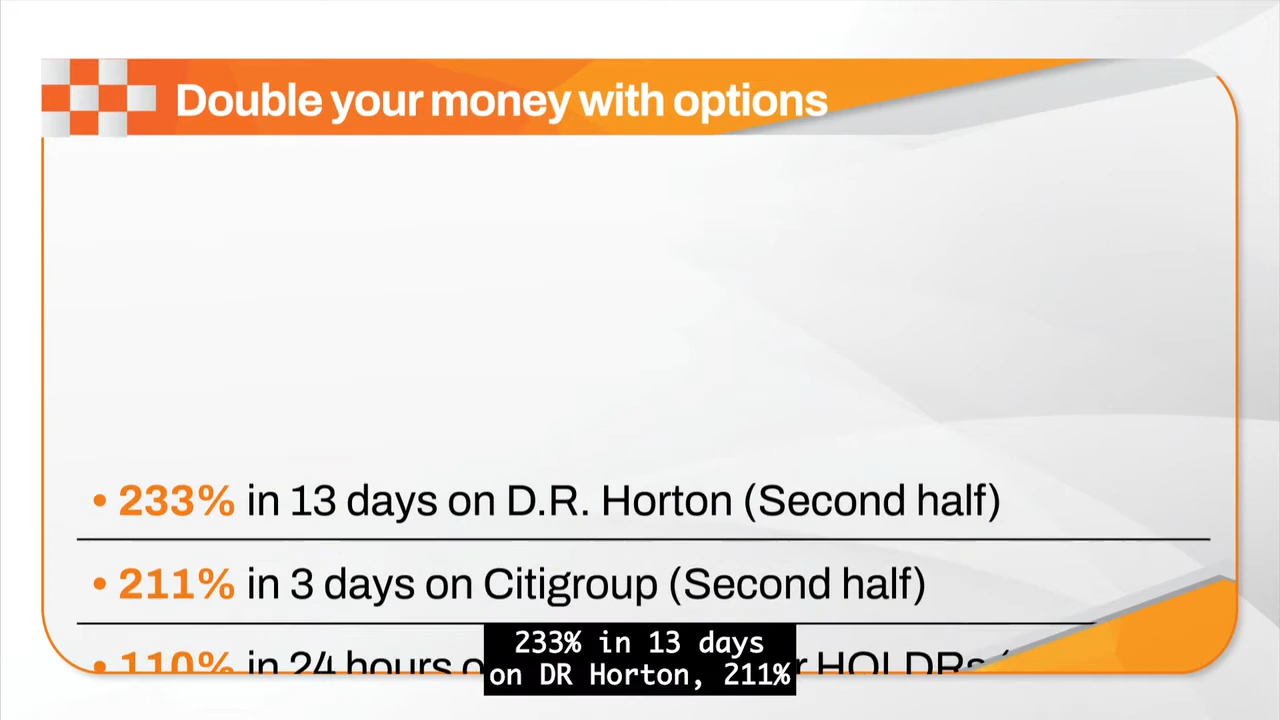 Double your money with options
• 233% in 13 days on D.R. Horton (Second half)
• 211% in 3 days on Citigroup (Second half)
• 110% in 24 hours HOLDRs
233% in 13 days
on DR Horton, 211%